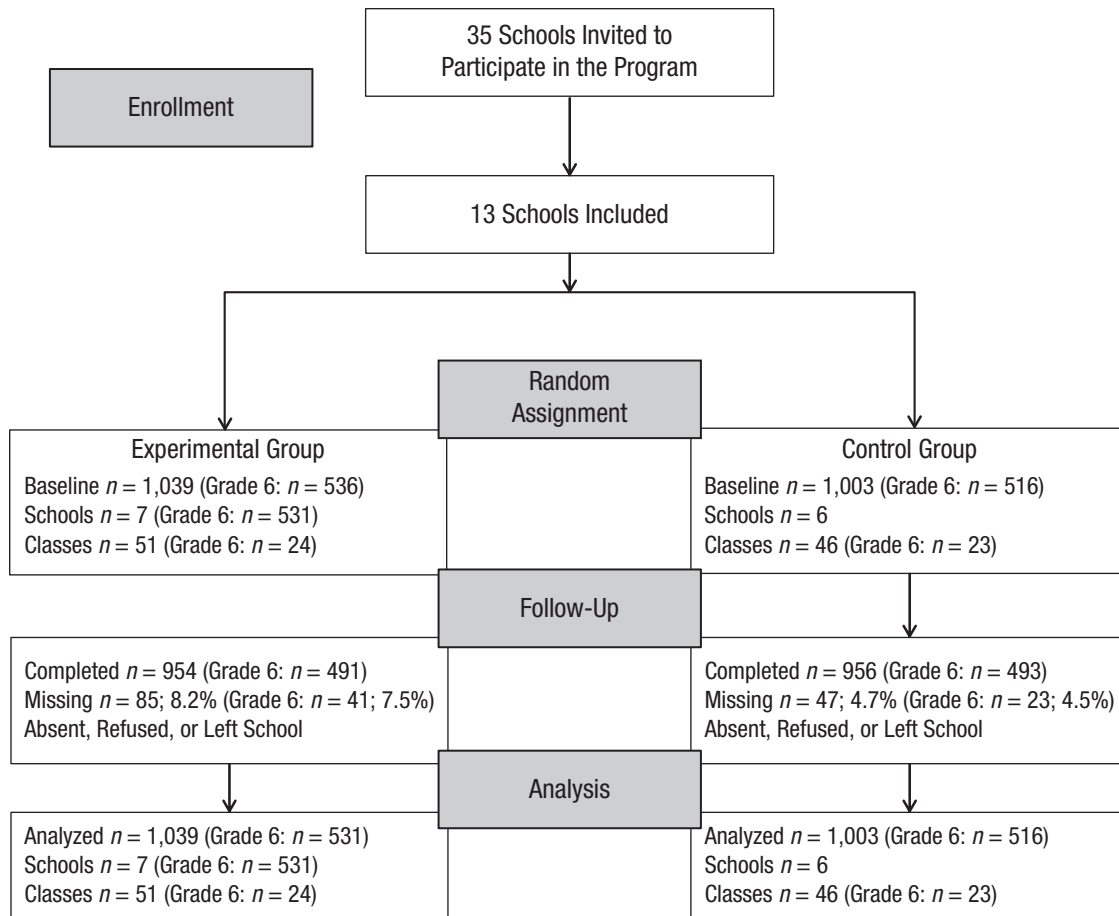 35 Schools Invited to
Participate in the Program
Enrollment
13 Schools Included
Random
Assignment
Experimental Group
Baseline n = 1,039 (Grade 6: n = 536)
Schools n = 7 (Grade 6: n = 531)
Classes n = 51 (Grade 6: n = 24)
Control Group
Baseline n = 1,003 (Grade 6: n = 516)
Schools n = 6
Classes n = 46 (Grade 6: n = 23)
Follow-Up
Completed n = 954 (Grade 6: n = 491)
Missing n = 85; 8.2% (Grade 6: n = 41; 7.5%)
Absent, Refused, or Left School
Completed n = 956 (Grade 6: n = 493)
Missing n = 47; 4.7% (Grade 6: n = 23; 4.5%)
Absent, Refused, or Left School
Analysis
Analyzed n = 1,039 (Grade 6: n = 531)
Schools n = 7 (Grade 6: n = 531)
Classes n = 51 (Grade 6: n = 24)
Analyzed n = 1,003 (Grade 6: n = 516)
Schools n = 6
Classes n = 46 (Grade 6: n = 23)